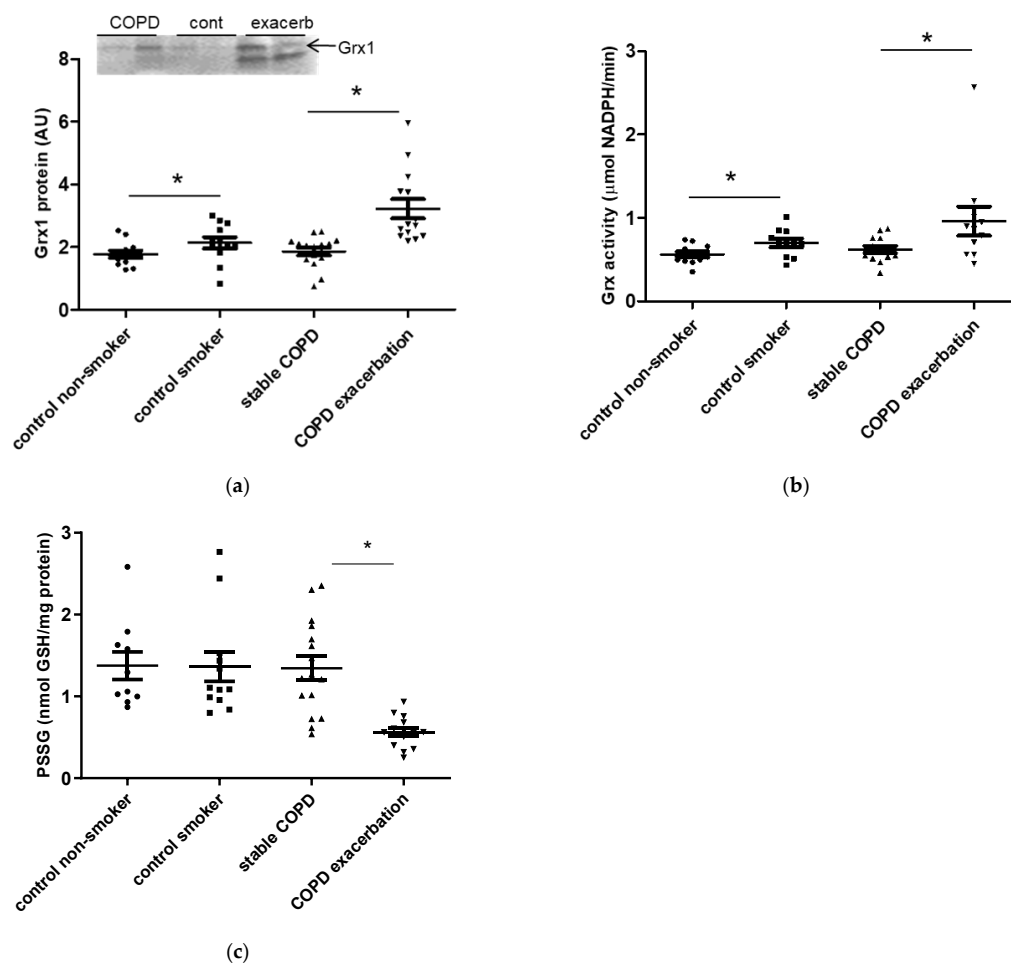 COPD cont exacerb
Grx1
Grx1 protein (AU)
8
6
4
2
0
*
*
control non-smoker
control smoker
stable COPD
COPD exacerbation
(a)
Grx activity (μmol NADPH/min)
3
2
1
0
*
*
control non-smoker
control smoker
stable COPD
COPD exacerbation
(b)
PSSG (nmol GSH/mg protein)
3
2
1
0
*
control non-smoker
control smoker
stable COPD
COPD exacerbation
(c)